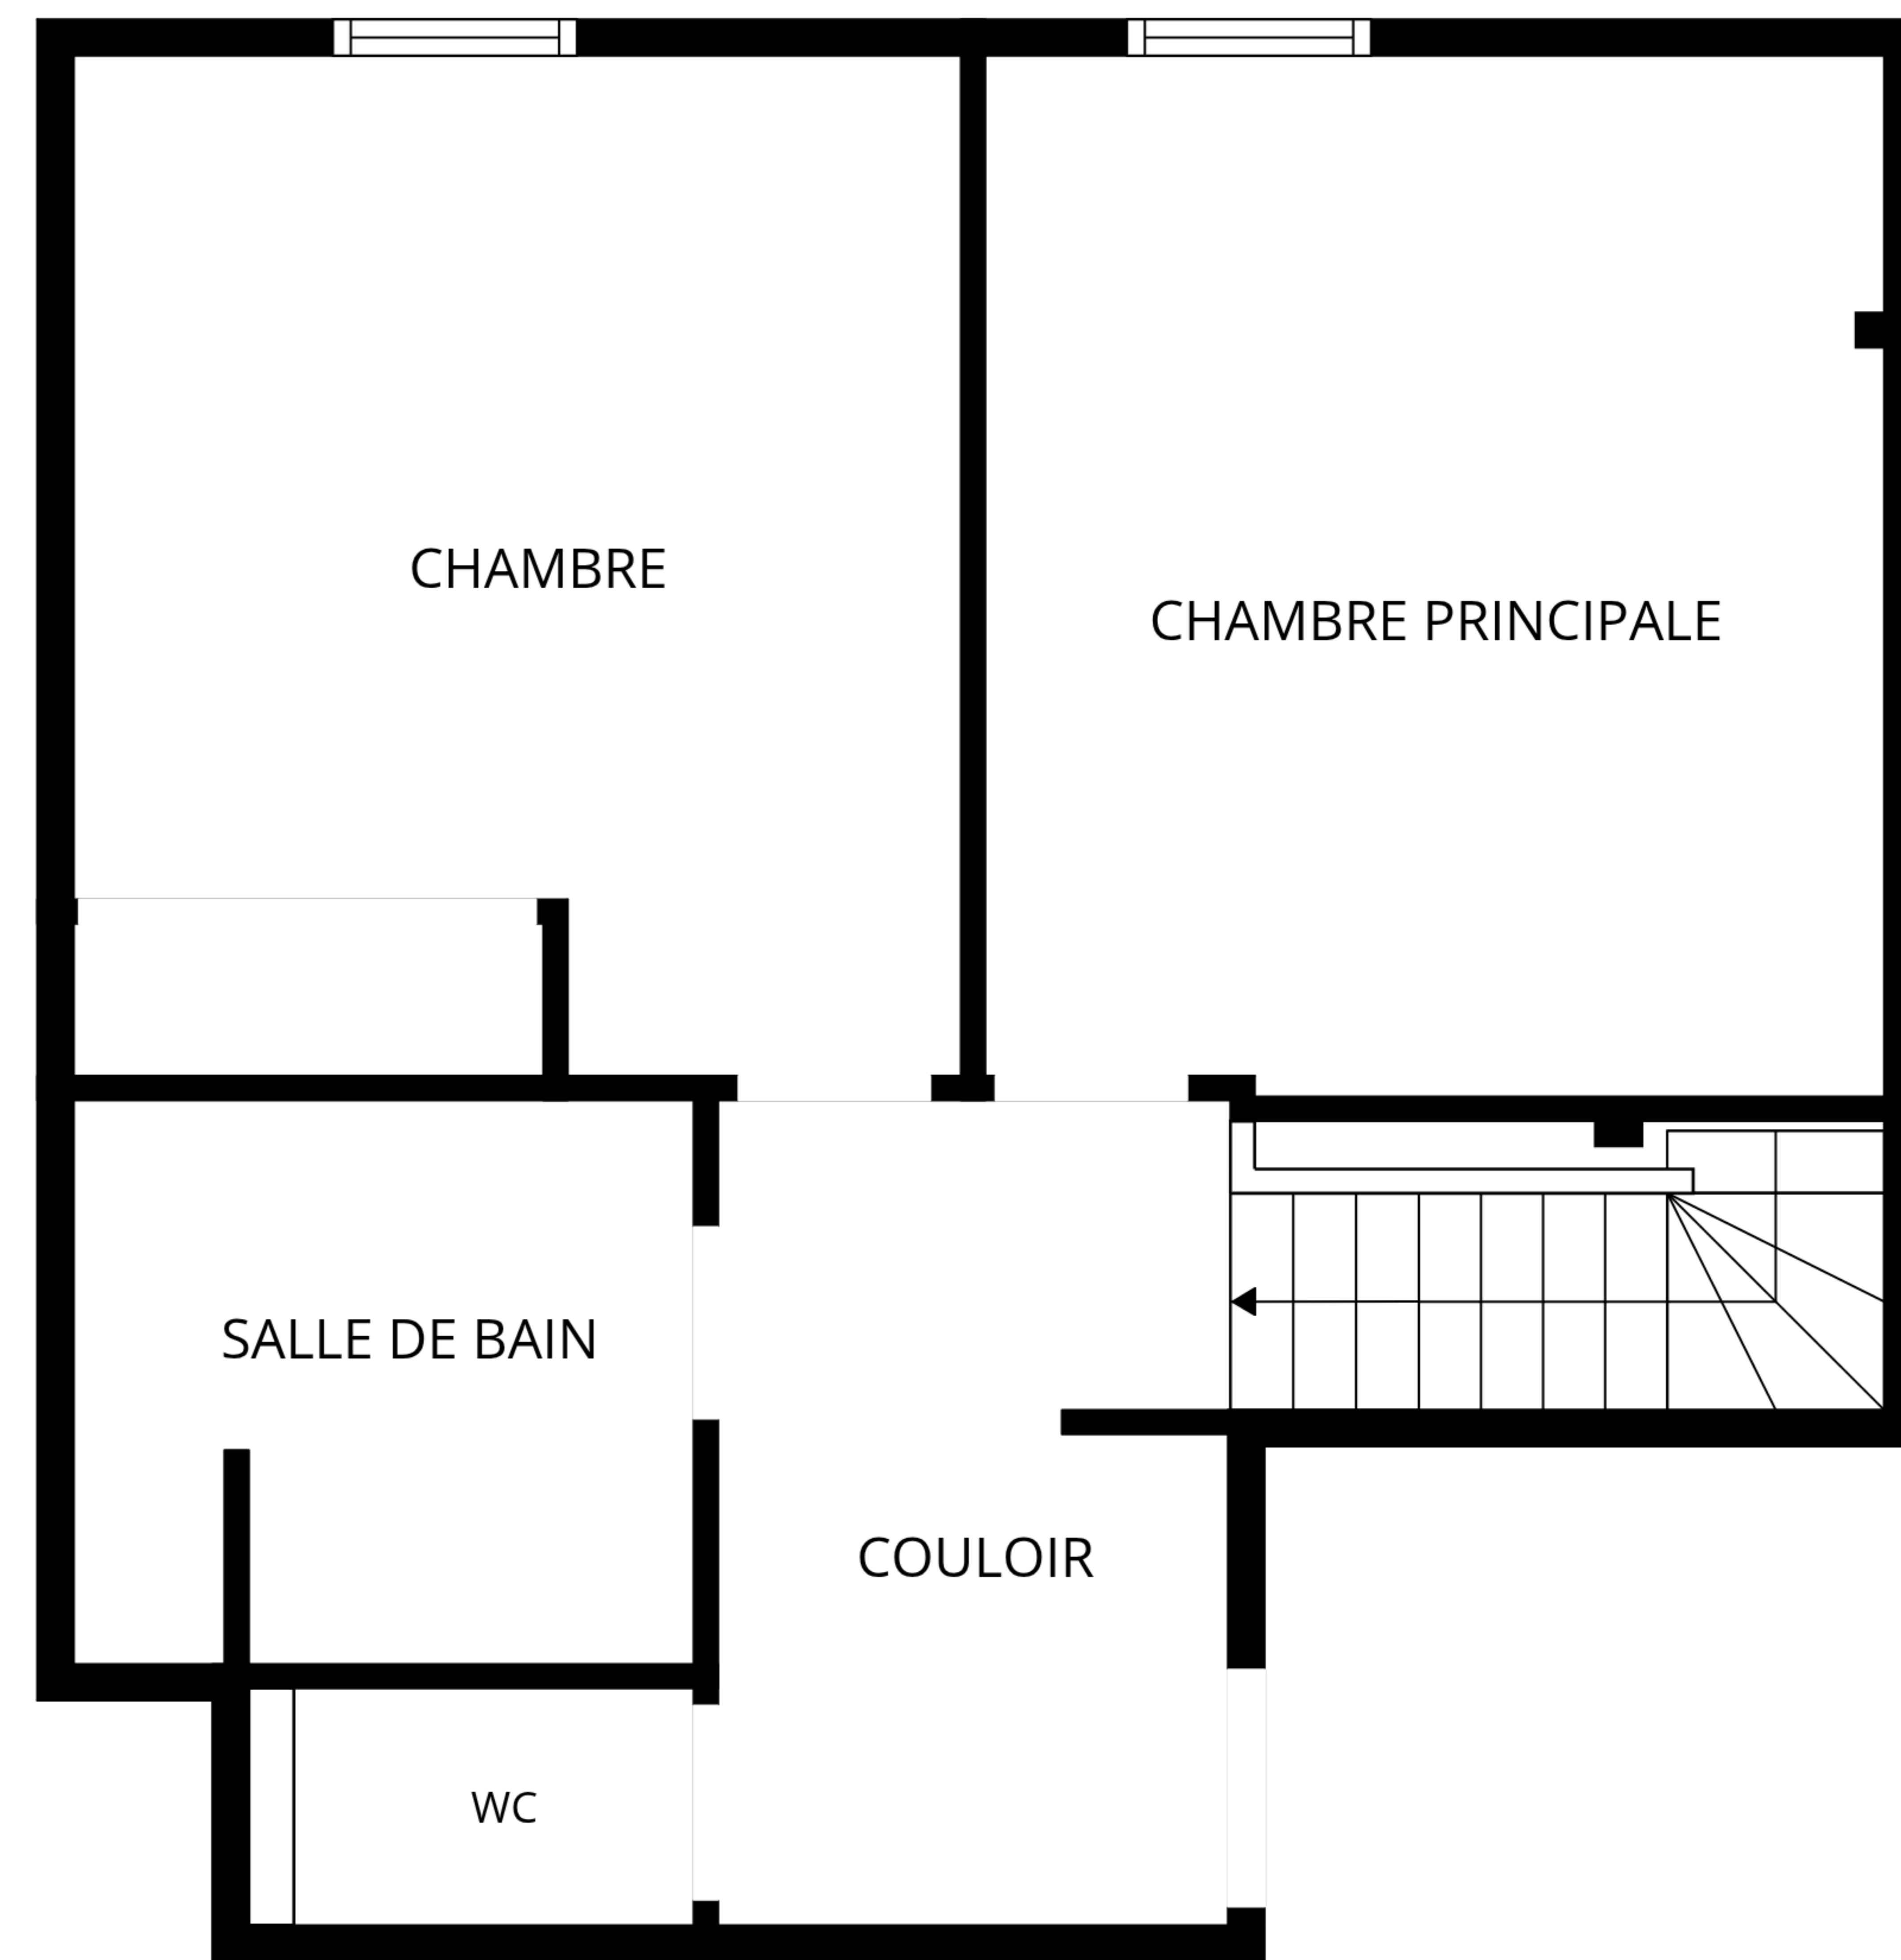 CHAMBRE
CHAMBRE PRINCIPALE
SALLE DE BAIN
COULOIR
WC